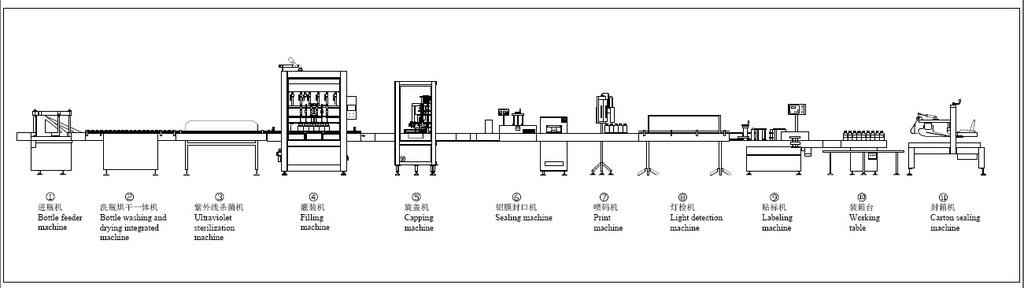 ①
进瓶机
Bottle feeder
machine
②
洗瓶烘干一体机
Bottle washing and
drying integrated
machine
③
紫外线杀菌机
Ultraviolet
sterilization
machine
④
灌装机
Filling
machine
⑤
旋盖机
Capping
machine
⑥
铝膜封口机
Sealing machine
⑦
喷码机
Print
machine
⑧
灯检机
Light detection
machine
⑨
贴标机
Labeling
machine
⑩
装箱台
Working
table
⑪
封箱机
Carton sealing
machine